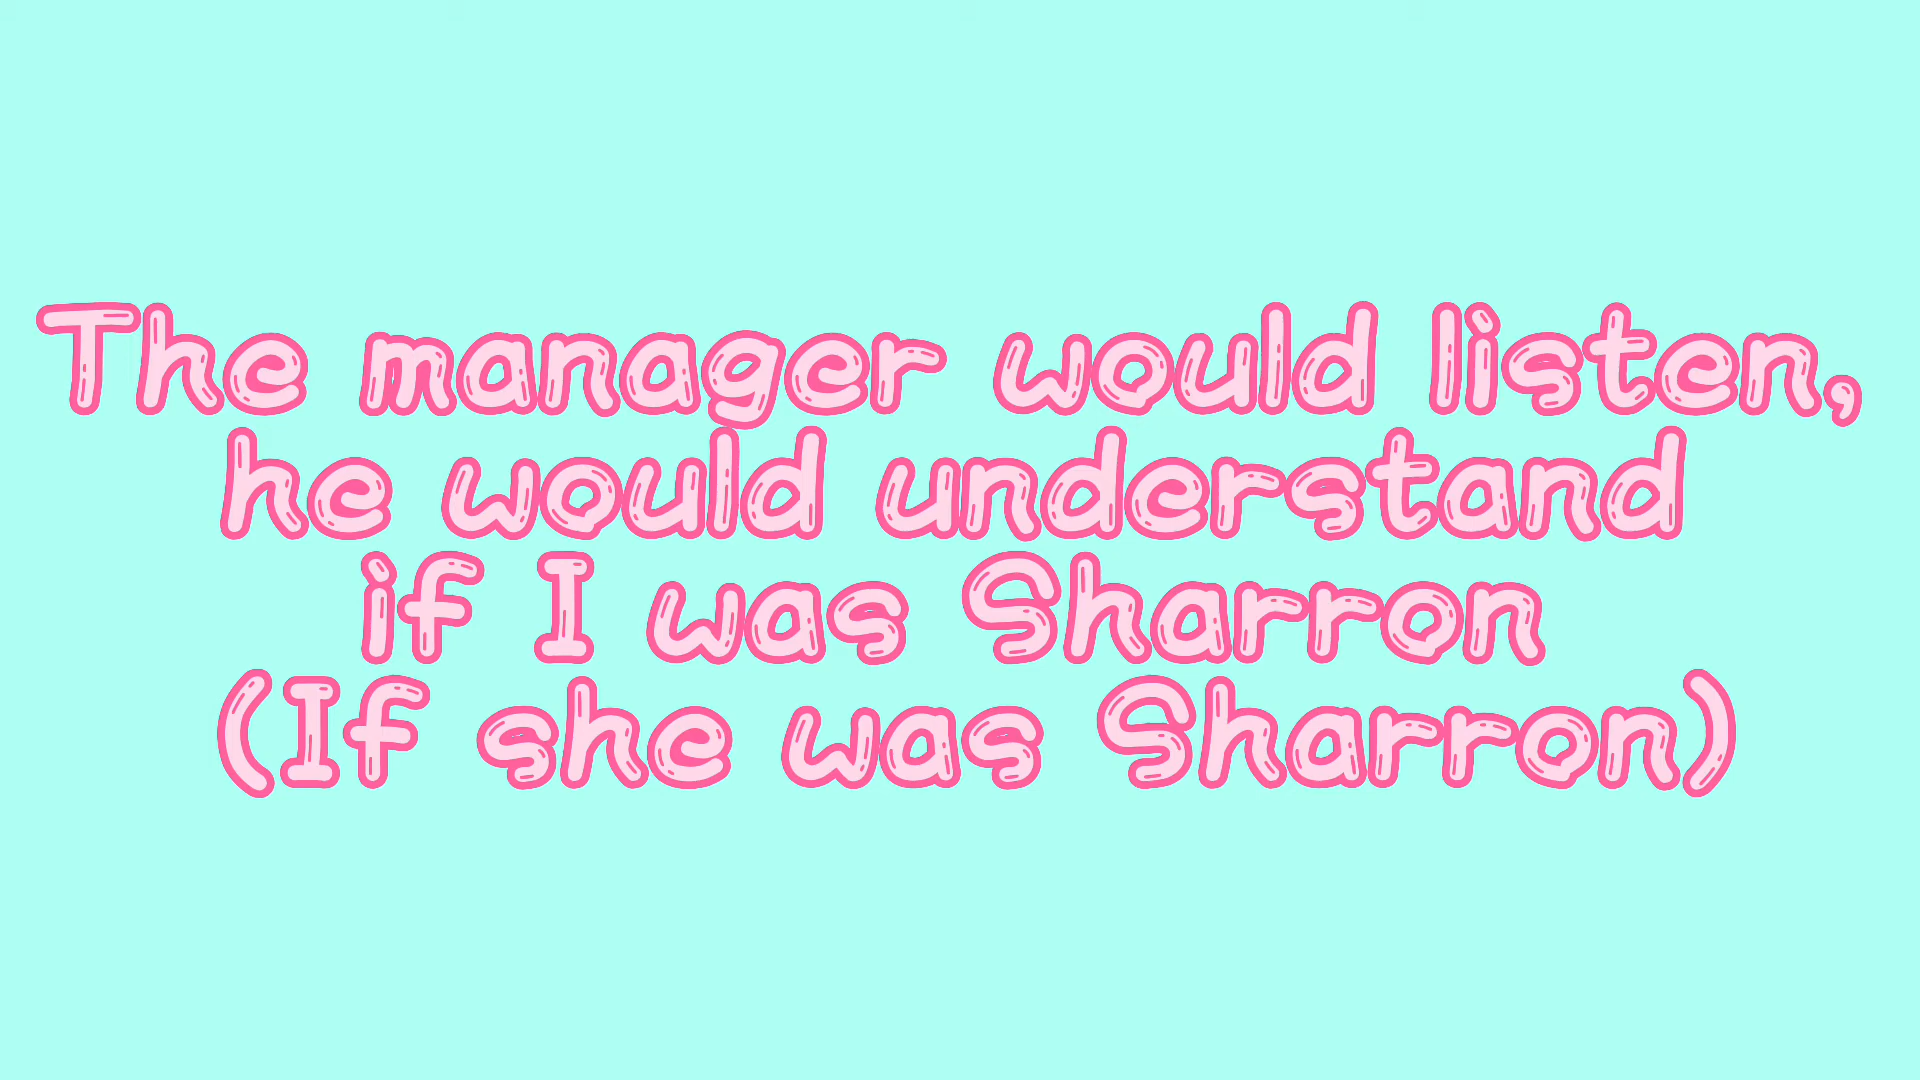 The manager would listen,
he would understand
if I was Sharron
(If she was Sharron)